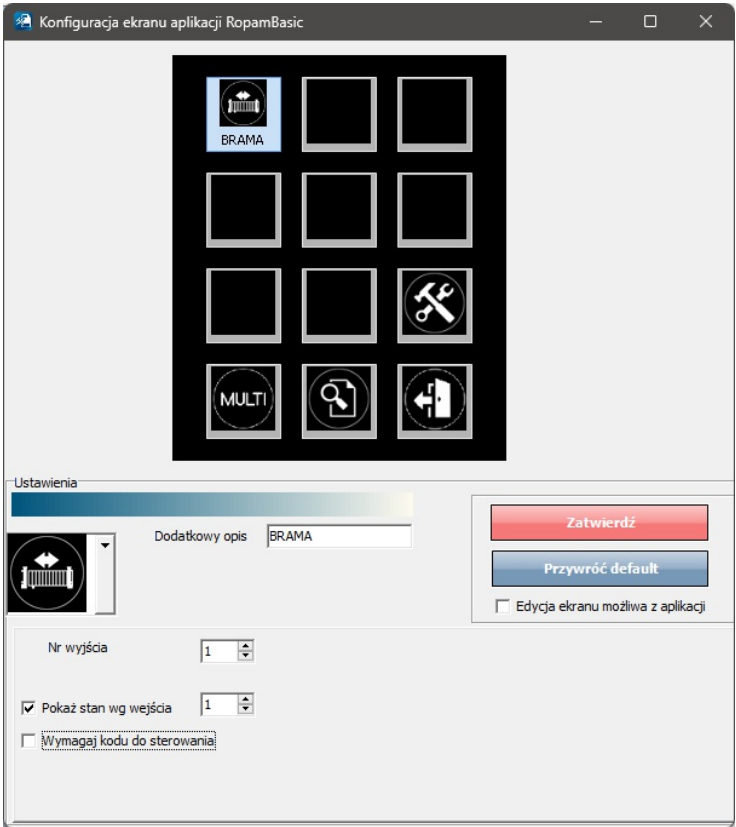 Konfiguracja ekranu aplikacji RopamBasic
BRAMA
MULTI
Ustawienia
Dodatkowy opis BRAMA
Zatwierdź
Przywróć default
Edycja ekranu możliwa z aplikacji
Nr wyjścia 1
Pokaż stan wg wejścia 1
Wymagaj kodu do sterowania